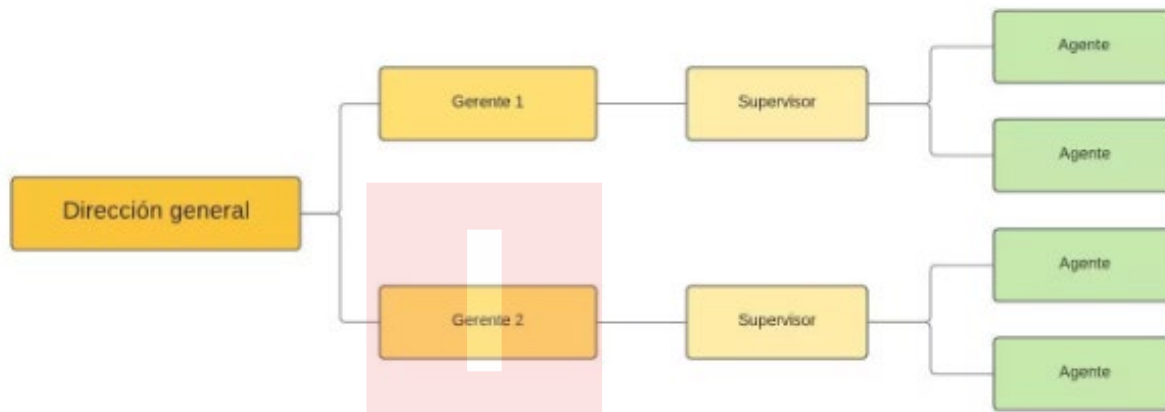 Dirección general
Gerente 1
Supervisor
Agente
Agente
Gerente 2
Supervisor
Agente
Agente